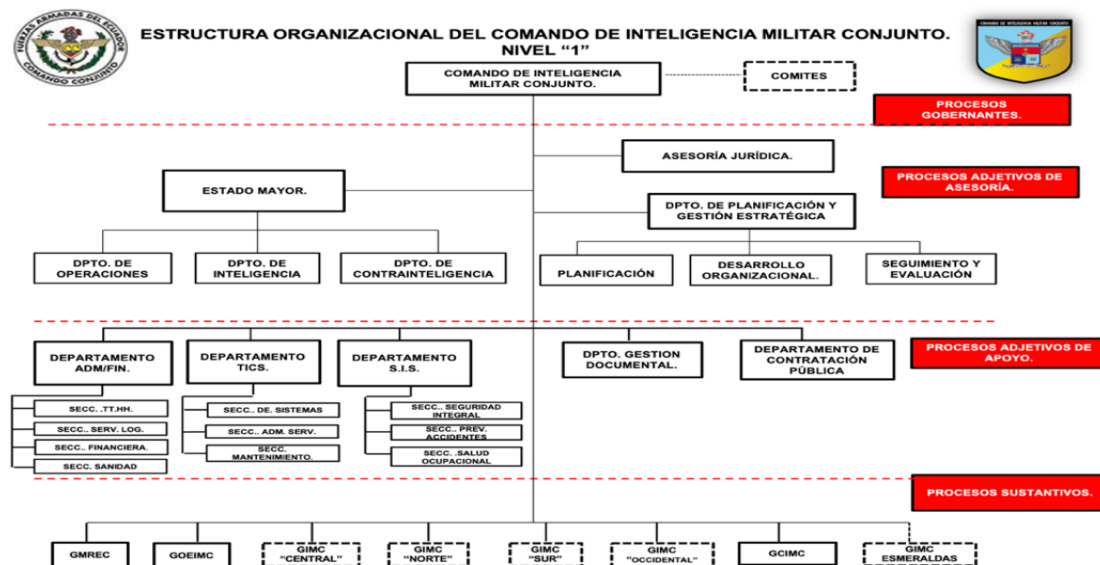 FUERZAS ARMADAS DEL ECUADOR
COMANDO CONJUNTO
ESTRUCTURA ORGANIZACIONAL DEL COMANDO DE INTELIGENCIA MILITAR CONJUNTO.
NIVEL “1”
COMANDO DE INTELIGENCIA MILITAR CONJUNTO
COMANDO DE INTELIGENCIA
MILITAR CONJUNTO.
COMITES
PROCESOS
GOBERNANTES.
ASESORÍA JURÍDICA.
PROCESOS ADJETIVOS DE
ASESORÍA.
ESTADO MAYOR.
DPTO. DE PLANIFICACIÓN Y
GESTIÓN ESTRATÉGICA
DPTO. DE
OPERACIONES
DPTO. DE
INTELIGENCIA
DPTO. DE
CONTRAINTELIGENCIA
PLANIFICACIÓN
DESARROLLO
ORGANIZACIONAL.
SEGUIMIENTO Y
EVALUACIÓN
DEPARTAMENTO
ADM/FIN.
DEPARTAMENTO
TICS.
DEPARTAMENTO
S.I.S.
DPTO. GESTION
DOCUMENTAL.
DEPARTAMENTO DE
CONTRATACIÓN
PÚBLICA
PROCESOS ADJETIVOS DE
APOYO.
SECC. .TT.HH.
SECC.. SERV. LOG.
SECC.. FINANCIERA.
SECC. SANIDAD
SECC.. DE. SISTEMAS
SECC.. ADM. SERV.
SECC.
MANTENIMIENTO.
SECC.. SEGURIDAD
INTEGRAL
SECC.. PREV.
ACCIDENTES
SECC. .SALUD
OCUPACIONAL
PROCESOS SUSTANTIVOS.
GMREC
GOEIMC
GIMC
“CENTRAL”
GIMC
“NORTE”
GIMC
“SUR”
GIMC
“OCCIDENTAL”
GCIMC
GIMC
ESMERALDAS